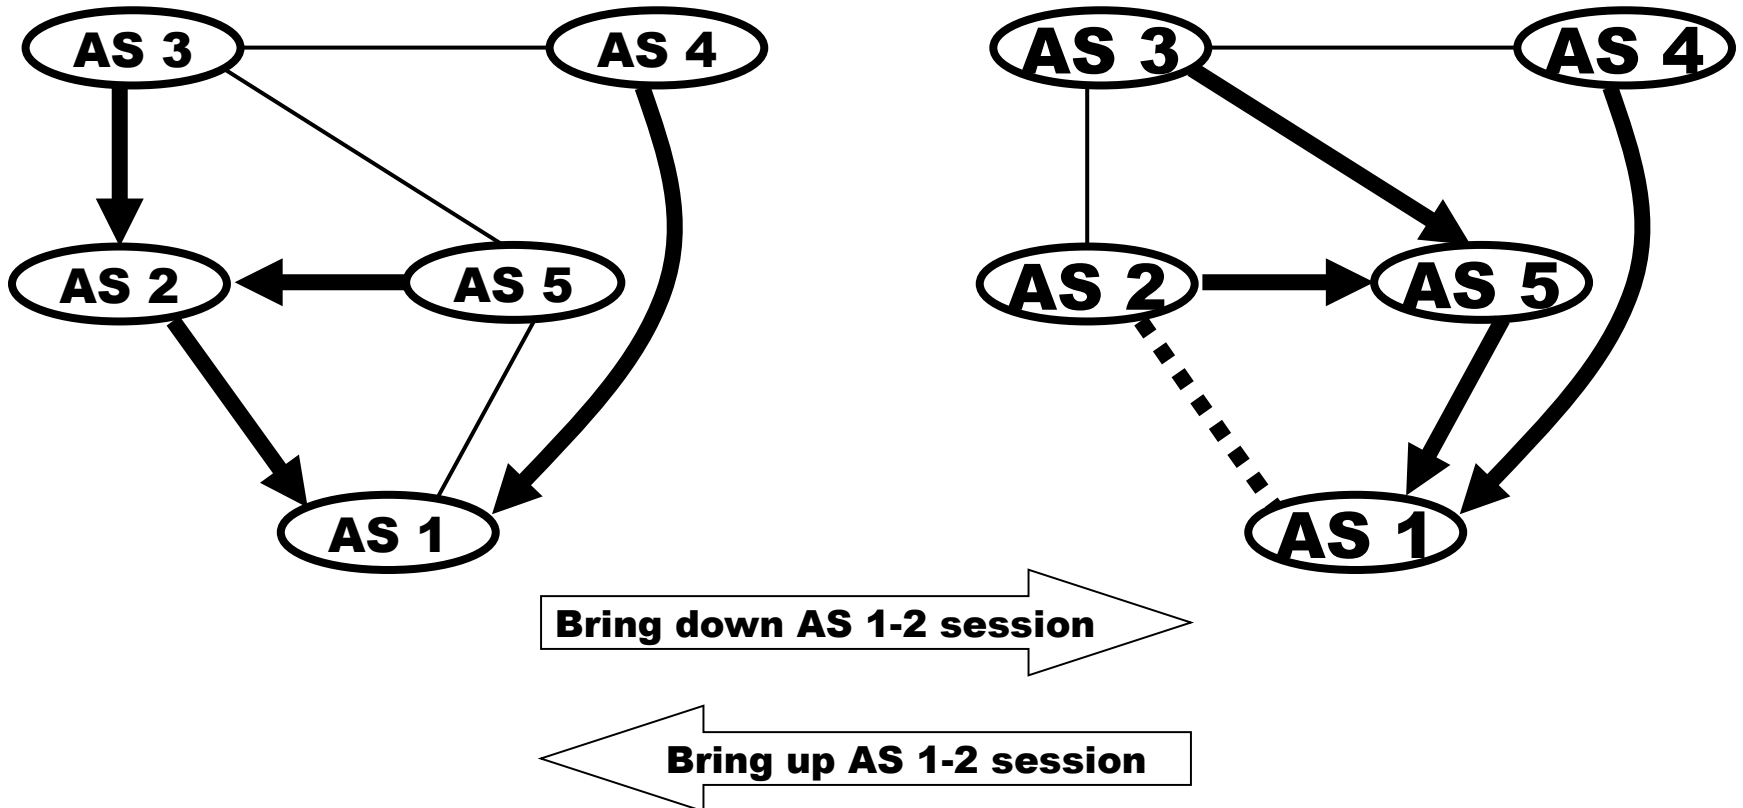 AS 3
AS 4
AS 3
AS 4
AS 2
AS 5
AS 2
AS 5
AS 1
AS 1
Bring down AS 1-2 session
Bring up AS 1-2 session